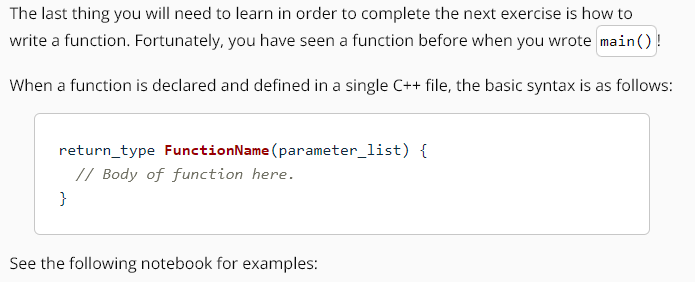 The last thing you will need to learn in order to complete the next exercise is how to
write a function. Fortunately, you have seen a function before when you wrote main()!
When a function is declared and defined in a single C++ file, the basic syntax is as follows:
return_type FunctionName(parameter_list) {
// Body of function here.
}
See the following notebook for examples: